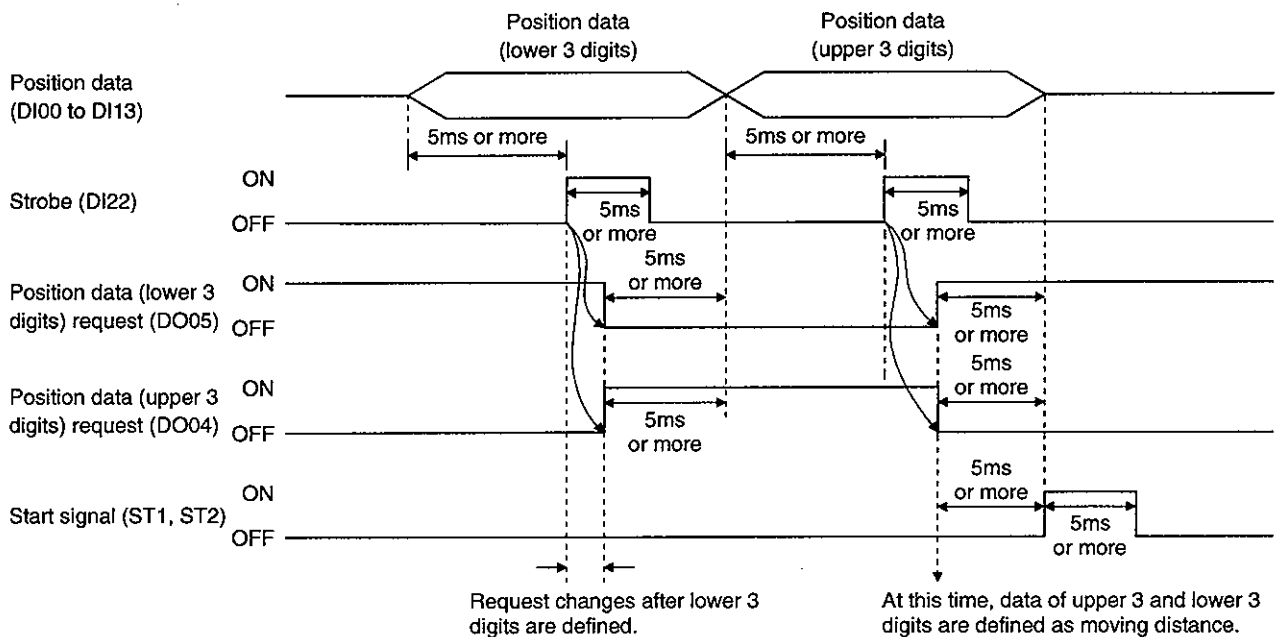 Position data
(lower 3 digits)
Position data
(upper 3 digits)
Position data
(DI00 to DI13)
5ms or more
5ms or more
Strobe (DI22)
ON
OFF
5ms
or more
5ms
or more
Position data (lower 3
digits) request (DO05)
ON
OFF
5ms
or more
5ms
or more
Position data (upper 3
digits) request (DO04)
ON
OFF
5ms
or more
5ms
or more
Start signal (ST1, ST2)
ON
OFF
5ms
or more
5ms
or more
Request changes after lower 3
digits are defined.
At this time, data of upper 3 and lower 3
digits are defined as moving distance.